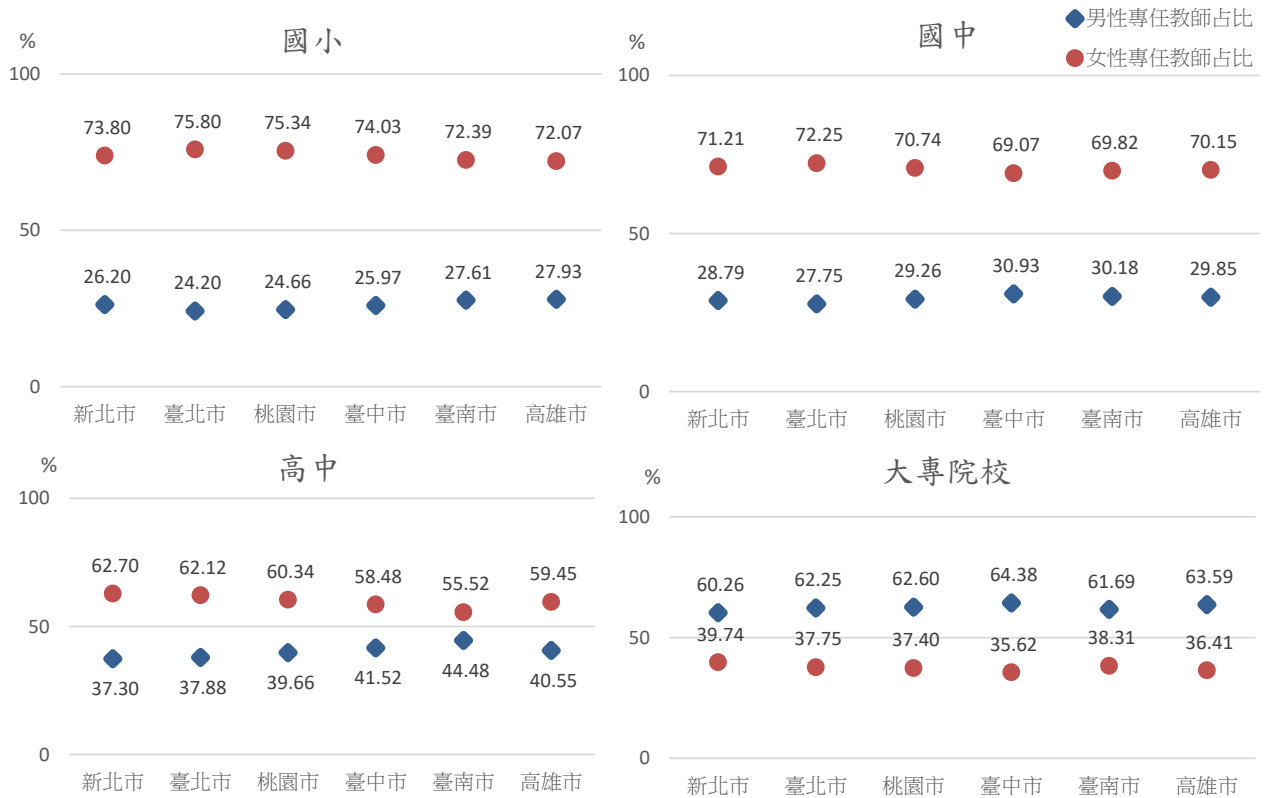 國小
%
100
73.80 75.80 75.34 74.03 72.39 72.07
50
26.20 24.20 24.66 25.97 27.61 27.93
0
新北市 臺北市 桃園市 臺中市 臺南市 高雄市
國中
男性專任教師占比
女性專任教師占比
%
100
71.21 72.25 70.74 69.07 69.82 70.15
50
28.79 27.75 29.26 30.93 30.18 29.85
0
新北市 臺北市 桃園市 臺中市 臺南市 高雄市
高中
%
100
62.70 62.12 60.34 58.48 55.52 59.45
50
37.30 37.88 39.66 41.52 44.48 40.55
0
新北市 臺北市 桃園市 臺中市 臺南市 高雄市
大專院校
%
100
60.26 62.25 62.60 64.38 61.69 63.59
50
39.74 37.75 37.40 35.62 38.31 36.41
0
新北市 臺北市 桃園市 臺中市 臺南市 高雄市